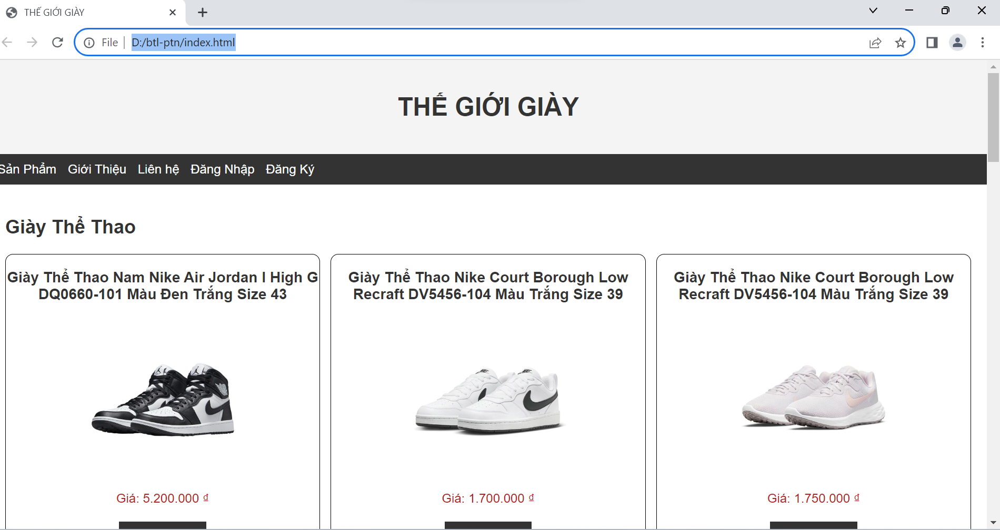 THẾ GIỚI GIÀY
File D:/btl-ptn/index.html
THẾ GIỚI GIÀY
Sản Phẩm Giới Thiệu Liên hệ Đăng Nhập Đăng Ký
Giày Thể Thao
Giày Thể Thao Nam Nike Air Jordan I High G
DQ0660-101 Màu Đen Trắng Size 43
Giá: 5.200.000 ₫
Giày Thể Thao Nike Court Borough Low
Recraft DV5456-104 Màu Trắng Size 39
Giá: 1.700.000 ₫
Giày Thể Thao Nike Court Borough Low
Recraft DV5456-104 Màu Trắng Size 39
Giá: 1.750.000 ₫